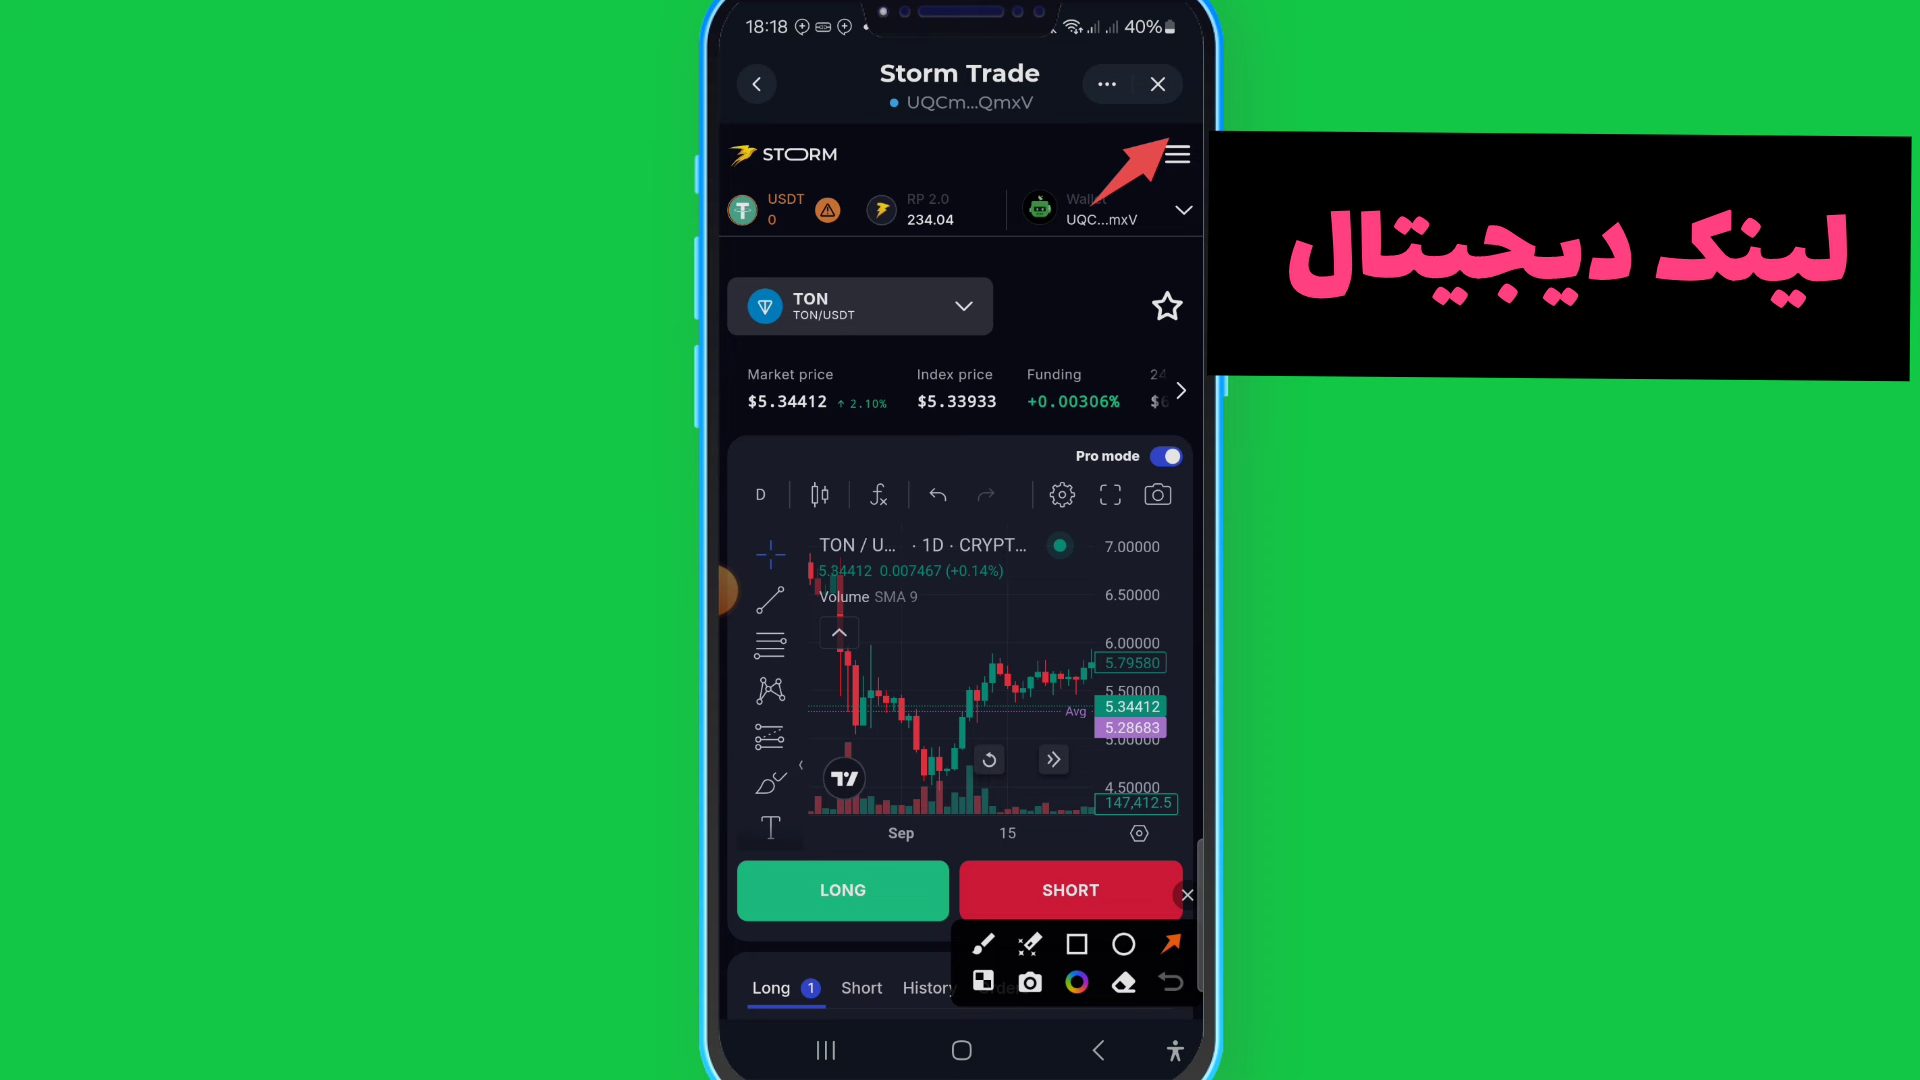 18:18
40%
Storm Trade
UQCm...QmxV
STORM
USDT
0
RP 2.0
234.04
UQC...mxV
لینک دیجیتال
TON
TON/USDT
Market price
$5.34412 ↑ 2.10%
Index price
$5.33933
Funding
+0.00306%
24
Pro mode
D
TON / U... · 1D · CRYPT...
5.34412 0.007467 (+0.14%)
Volume SMA 9
7.00000
6.50000
6.00000
5.79580
5.50000
5.34412
Avg
5.28683
5.00000
4.50000
147,412.5
Sep
15
LONG
SHORT
Long 1
Short
History